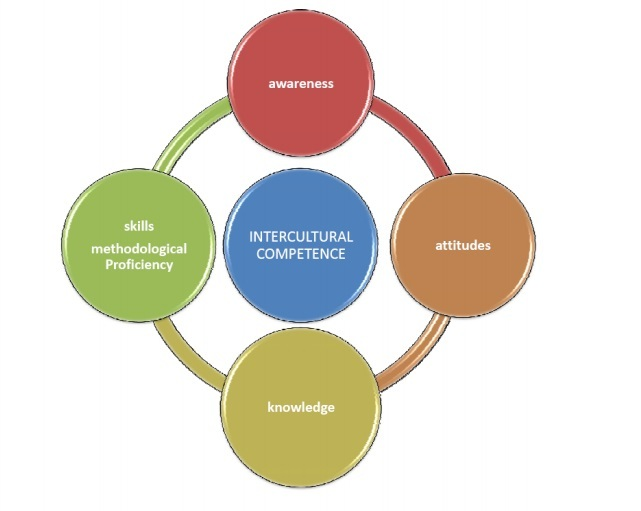 awareness
skills
methodological
Proficiency
INTERCULTURAL
COMPETENCE
attitudes
knowledge